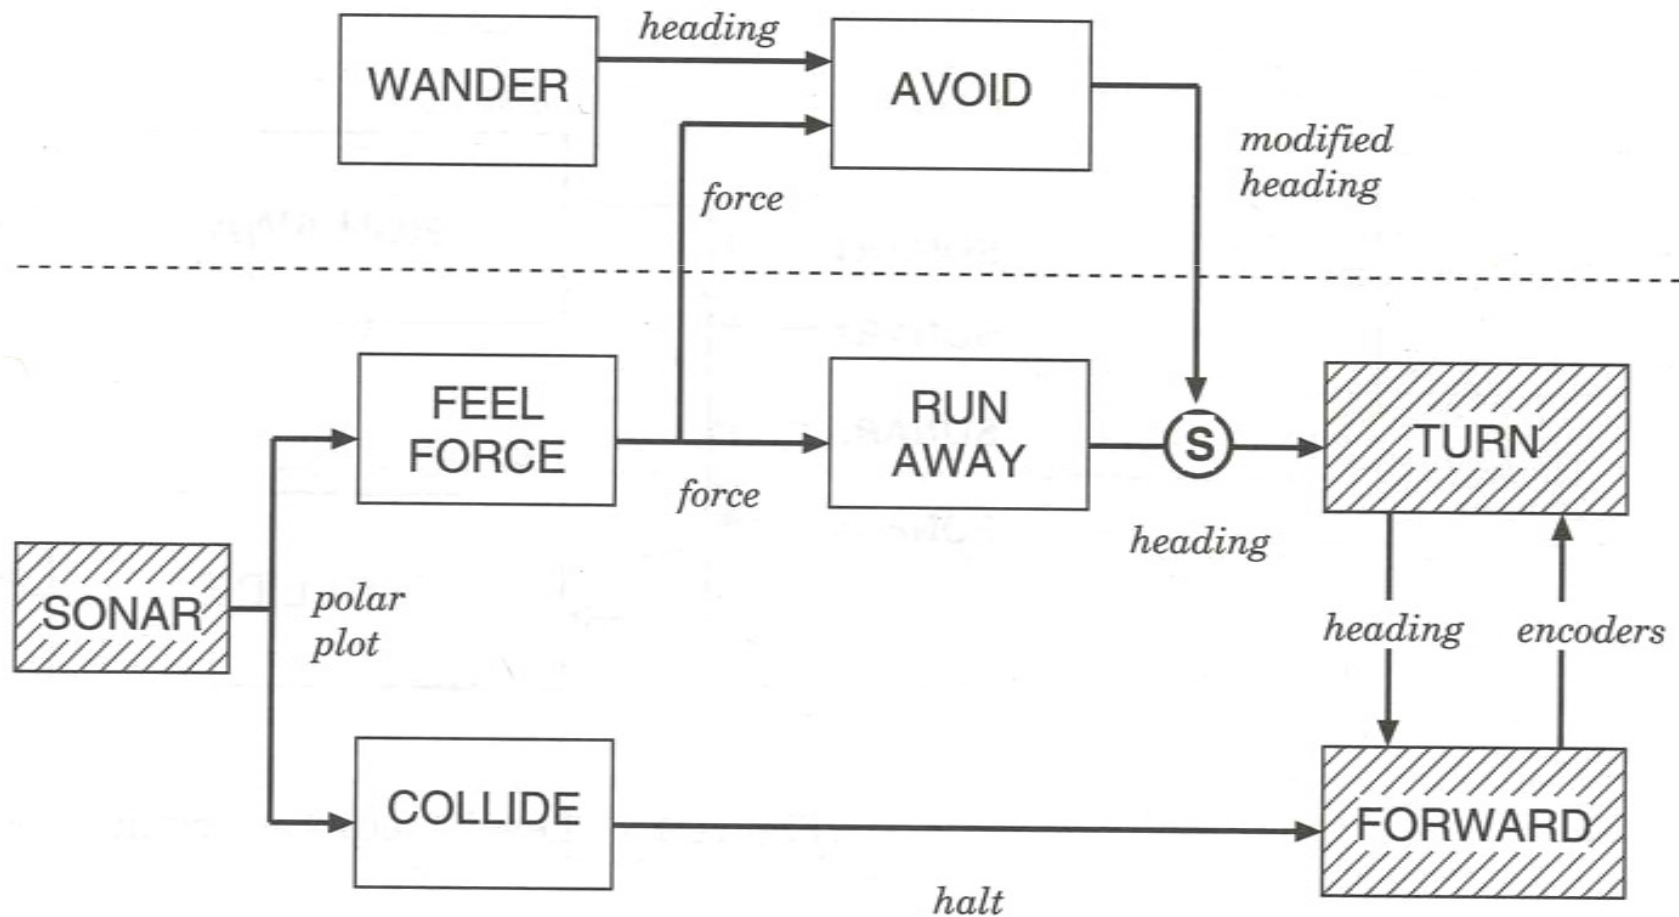 heading
WANDER
AVOID
modified
heading
force
FEEL
FORCE
RUN
AWAY
S
TURN
force
heading
SONAR
polar
plot
heading
encoders
COLLIDE
FORWARD
halt